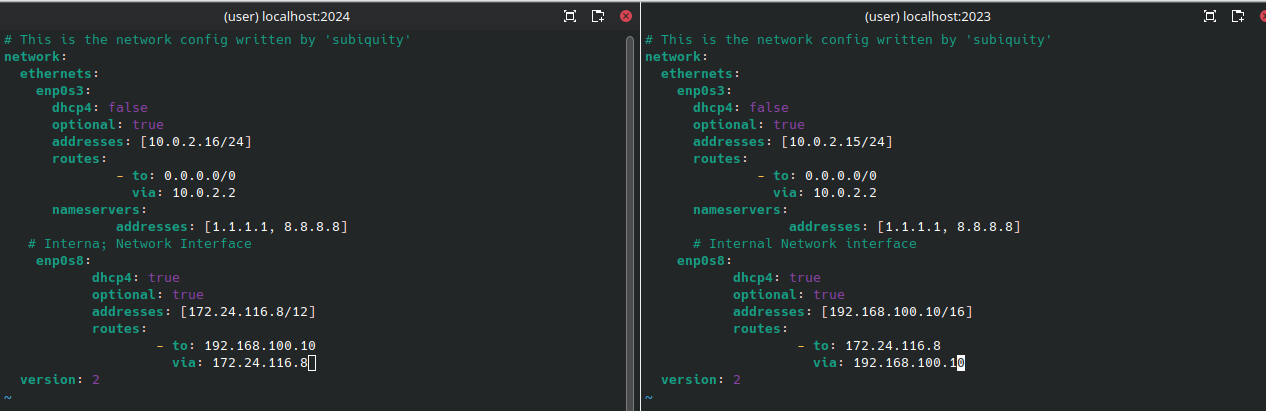 (user) localhost:2024
# This is the network config written by 'subiquity'
network:
  ethernets:
    enp0s3:
      dhcp4: false
      optional: true
      addresses: [10.0.2.16/24]
      routes:
              - to: 0.0.0.0/0
                via: 10.0.2.2
      nameservers:
              addresses: [1.1.1.1, 8.8.8.8]
   # Interna; Network Interface
    enp0s8:
           dhcp4: true
           optional: true
           addresses: [172.24.116.8/12]
           routes:
                   - to: 192.168.100.10
                     via: 172.24.116.8
  version: 2
~
(user) localhost:2023
# This is the network config written by 'subiquity'
network:
  ethernets:
    enp0s3:
      dhcp4: false
      optional: true
      addresses: [10.0.2.15/24]
      routes:
              - to: 0.0.0.0/0
                via: 10.0.2.2
      nameservers:
                  addresses: [1.1.1.1, 8.8.8.8]
      # Internal Network interface
    enp0s8:
           dhcp4: true
           optional: true
           addresses: [192.168.100.10/16]
           routes:
                   - to: 172.24.116.8
                     via: 192.168.100.10
  version: 2
~